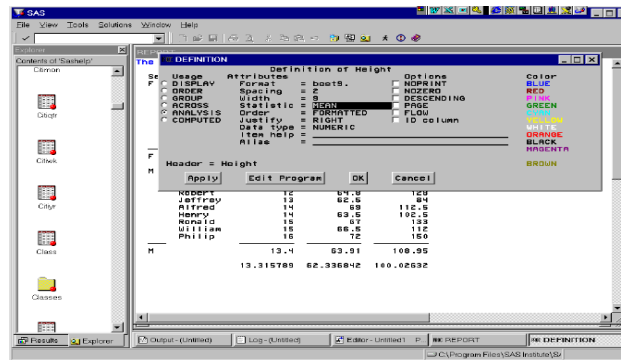 SAS
File View Tools Solutions Window Help
Explorer
Contents of 'Sashelp'
Citimon
Citiqtr
Citiwk
Cityr
Class
Classes
Results Explorer
REPORT
The
Se
F
M
DEFINITION
Definition of Height
Usage Attributes Options Color
DISPLAY Format = best9. NOPRINT BLUE
ORDER Spacing = 2 NOZERO RED
GROUP Width = 9 DESCENDING PINK
ACROSS Statistic = MEAN PAGE GREEN
ANALYSIS Order = FORMATTED FLOW
COMPUTED Justify = RIGHT ID column YELLOW
Data type = NUMERIC WHITE
Item help = ORANGE
Alias = BLACK
MAGENTA
Header = Height BROWN
Apply Edit Program OK Cancel
Robert 12 64.8 128
Jeffrey 13 62.5 84
Alfred 14 69 112.5
Henry 14 63.5 102.5
Ronald 15 67 133
William 15 66.5 112
Philip 16 72 150
M 13.4 63.91 108.95
13.315789 62.336842 100.02632
Output - (Untitled) Log - (Untitled) Editor - Untitled1 P... REPORT DEFINITION
C:\Program Files\SAS Institute\S